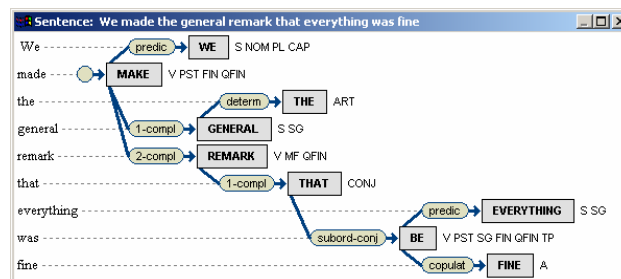 Sentence: We made the general remark that everything was fine
We predic WE S NOM PL CAP
made MAKE V PST FIN QFIN
the determ THE ART
general 1-compl GENERAL S SG
remark 2-compl REMARK V MF QFIN
that 1-compl THAT CONJ
everything predic EVERYTHING S SG
was subord-conj BE V PST SG FIN QFIN TP
fine copulat FINE A